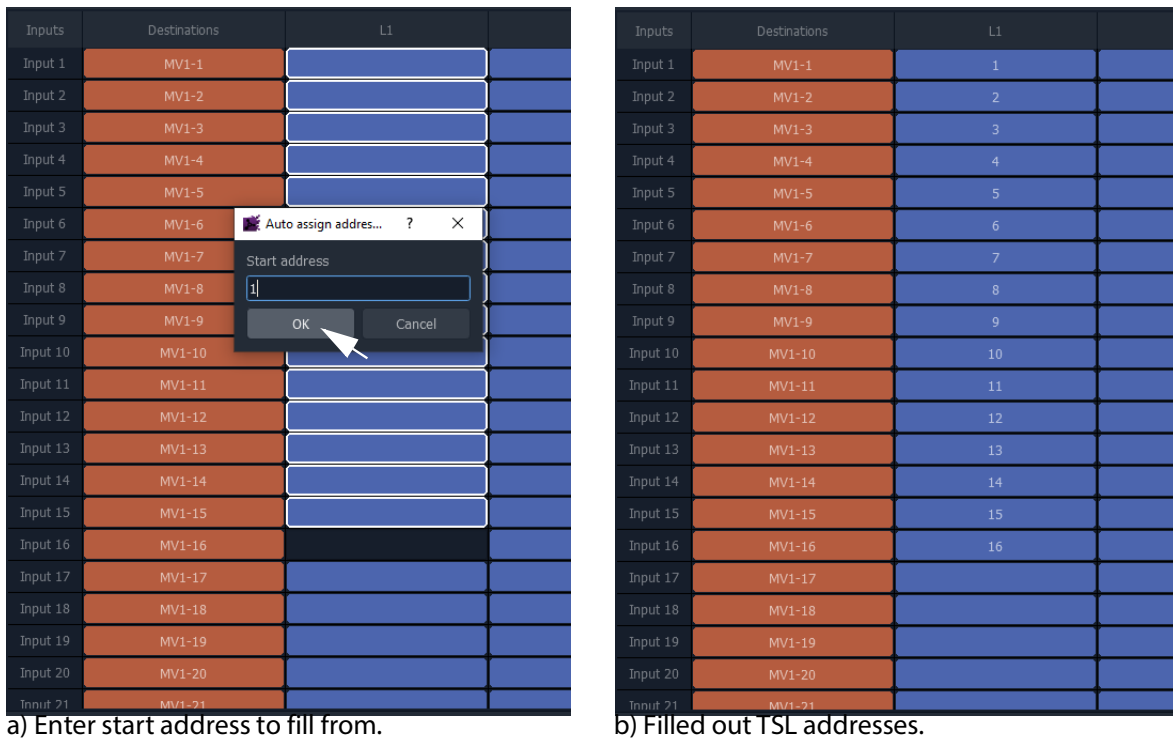 Inputs Destinations L1
Input 1 MV1-1
Input 2 MV1-2
Input 3 MV1-3
Input 4 MV1-4
Input 5 MV1-5
Input 6 MV1-6
Input 7 MV1-7
Input 8 MV1-8
Input 9 MV1-9
Input 10 MV1-10
Input 11 MV1-11
Input 12 MV1-12
Input 13 MV1-13
Input 14 MV1-14
Input 15 MV1-15
Input 16 MV1-16
Input 17 MV1-17
Input 18 MV1-18
Input 19 MV1-19
Input 20 MV1-20
Input 21 MV1-21
Auto assign addres... ? ×
Start address
1
OK Cancel
a) Enter start address to fill from.
Inputs Destinations L1
Input 1 MV1-1 1
Input 2 MV1-2 2
Input 3 MV1-3 3
Input 4 MV1-4 4
Input 5 MV1-5 5
Input 6 MV1-6 6
Input 7 MV1-7 7
Input 8 MV1-8 8
Input 9 MV1-9 9
Input 10 MV1-10 10
Input 11 MV1-11 11
Input 12 MV1-12 12
Input 13 MV1-13 13
Input 14 MV1-14 14
Input 15 MV1-15 15
Input 16 MV1-16 16
Input 17 MV1-17
Input 18 MV1-18
Input 19 MV1-19
Input 20 MV1-20
Input 21 MV1-21
b) Filled out TSL addresses.